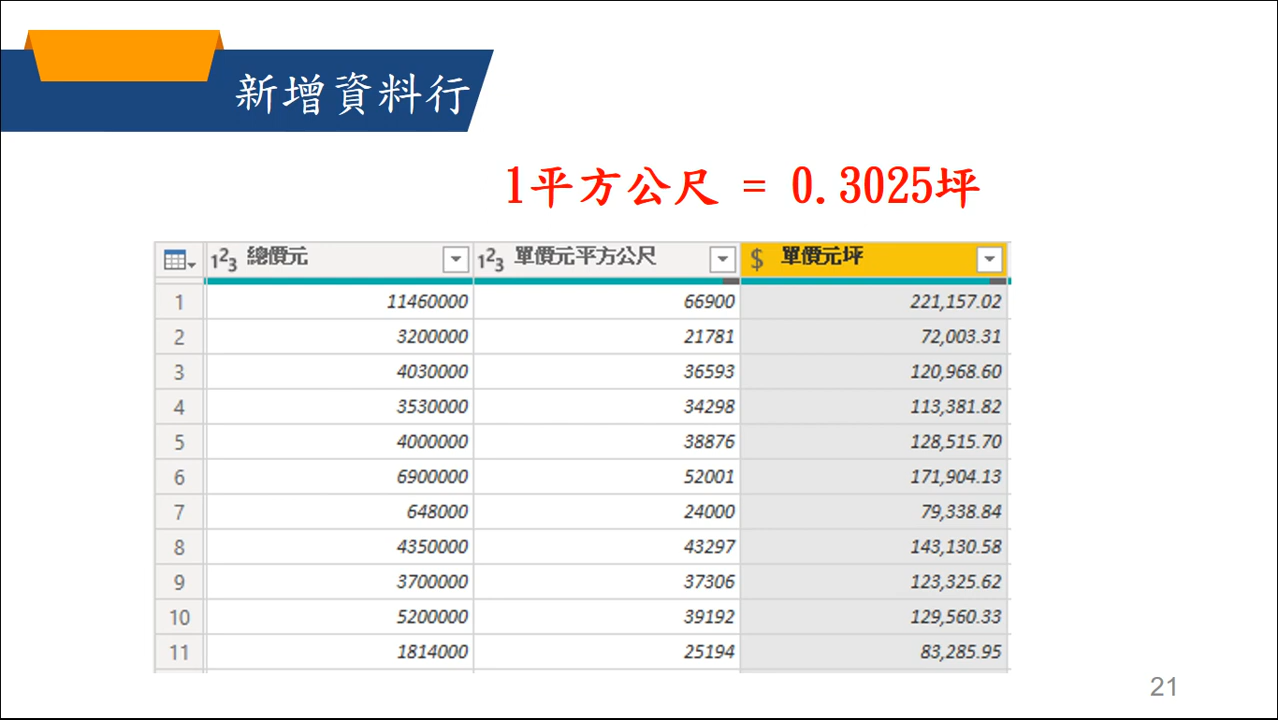 新增資料行
1平方公尺 = 0.3025坪
123 總價元 123 單價元平方公尺 $ 單價元坪
1 11460000 66900 221,157.02
2 3200000 21781 72,003.31
3 4030000 36593 120,968.60
4 3530000 34298 113,381.82
5 4000000 38876 128,515.70
6 6900000 52001 171,904.13
7 648000 24000 79,338.84
8 4350000 43297 143,130.58
9 3700000 37306 123,325.62
10 5200000 39192 129,560.33
11 1814000 25194 83,285.95
21